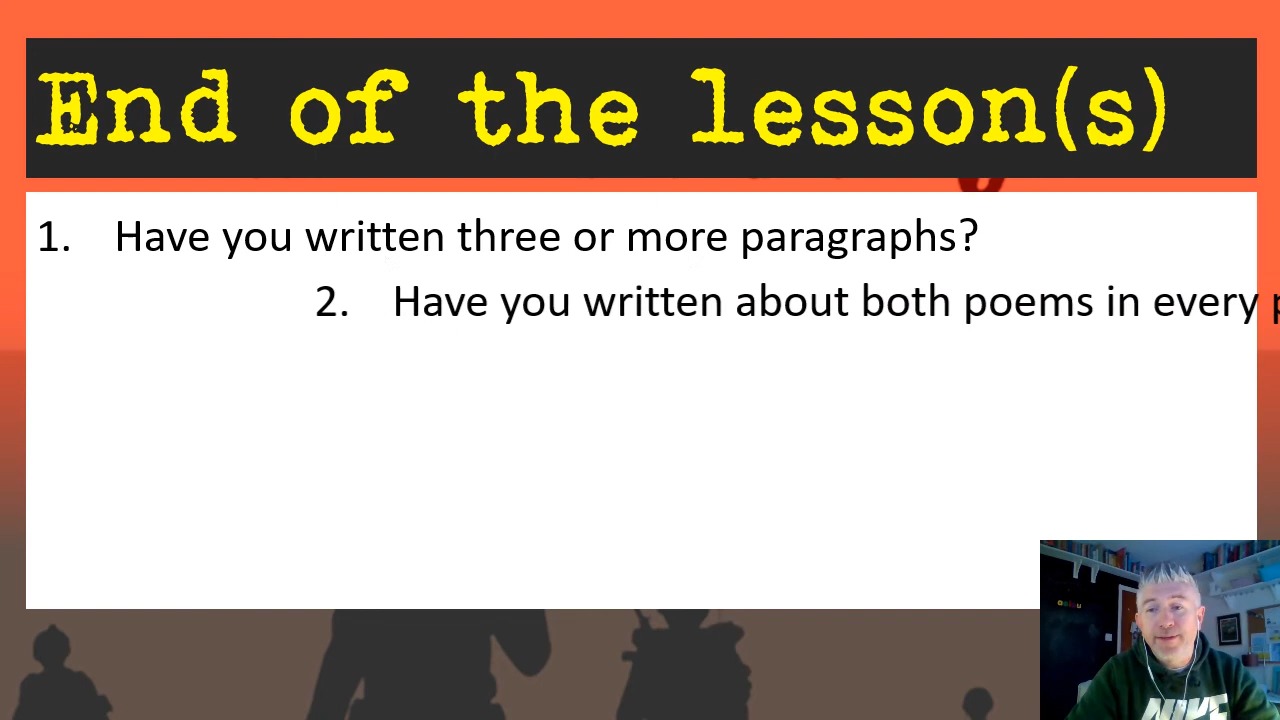 End of the lesson(s)
1. Have you written three or more paragraphs?
2. Have you written about both poems in every
NIKE